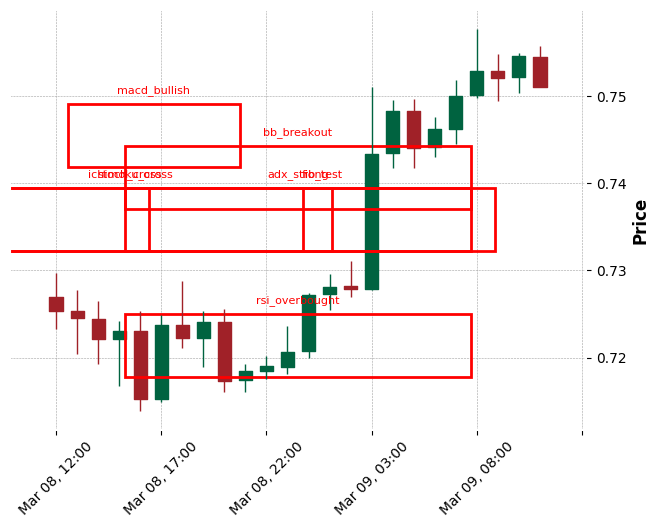 macd_bullish
bb_breakout
stoch_cross
adx_strong
fib_test
rsi_overbought
0.75
0.74
0.73
0.72
Price
Mar 08, 12:00
Mar 08, 17:00
Mar 08, 22:00
Mar 09, 03:00
Mar 09, 08:00